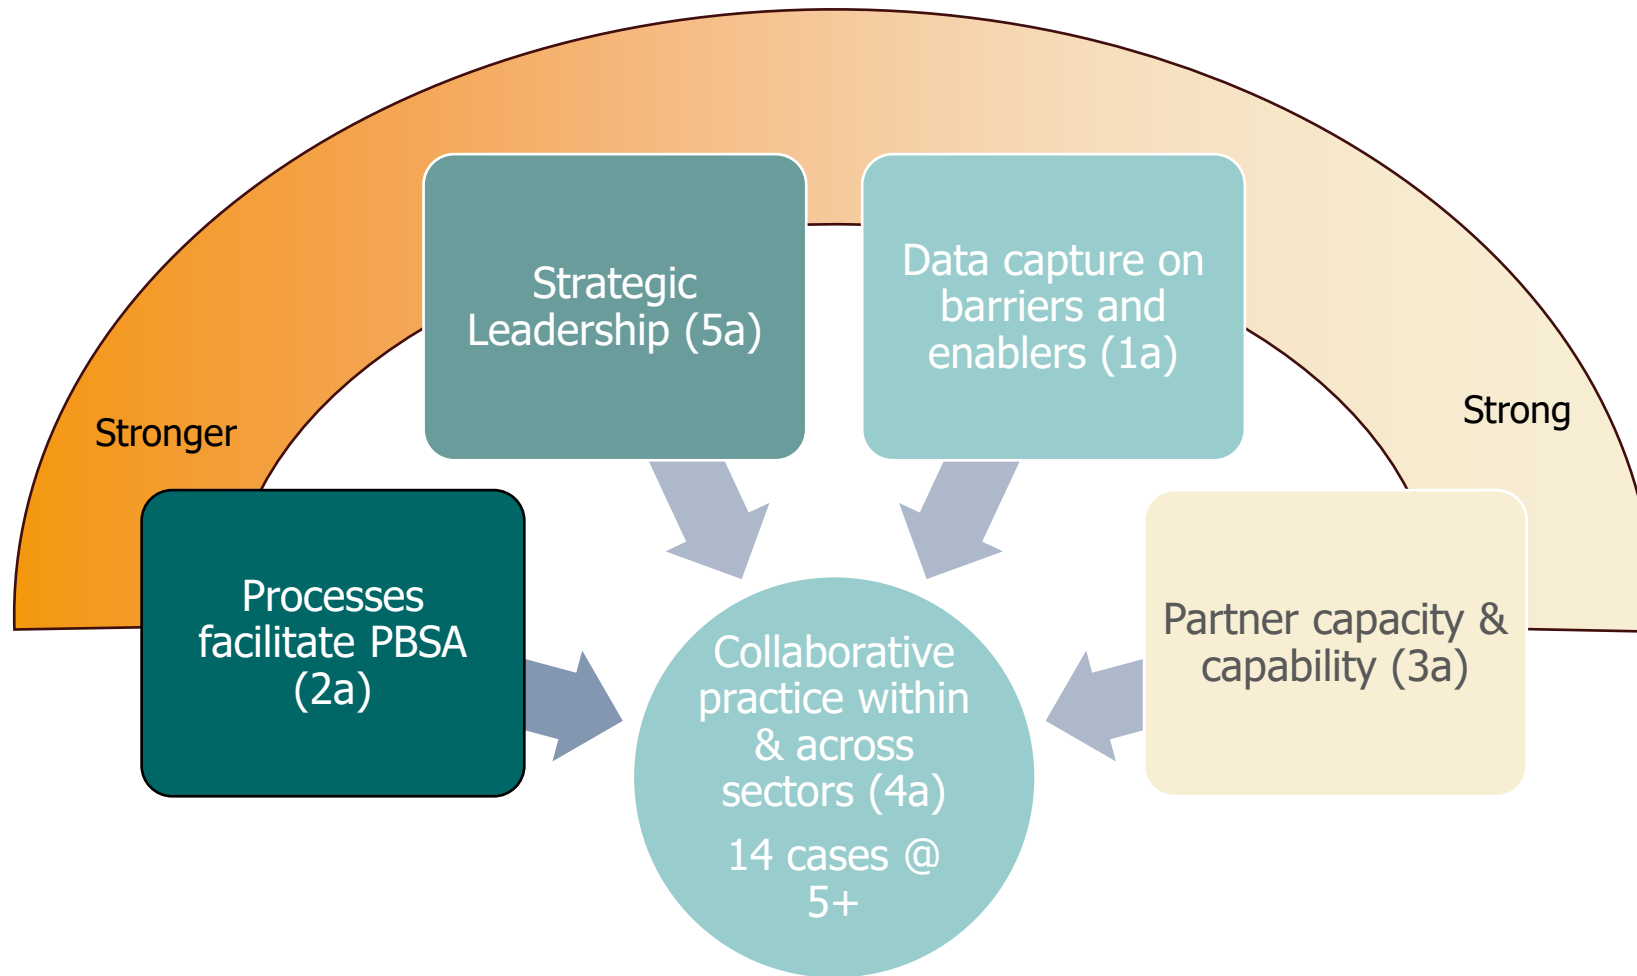 Strategic
Leadership (5a)
Data capture on
barriers and
enablers (1a)
Stronger
Strong
Processes
facilitate PBSA
(2a)
Partner capacity &
capability (3a)
Collaborative
practice within
& across
sectors (4a)
14 cases @
5+